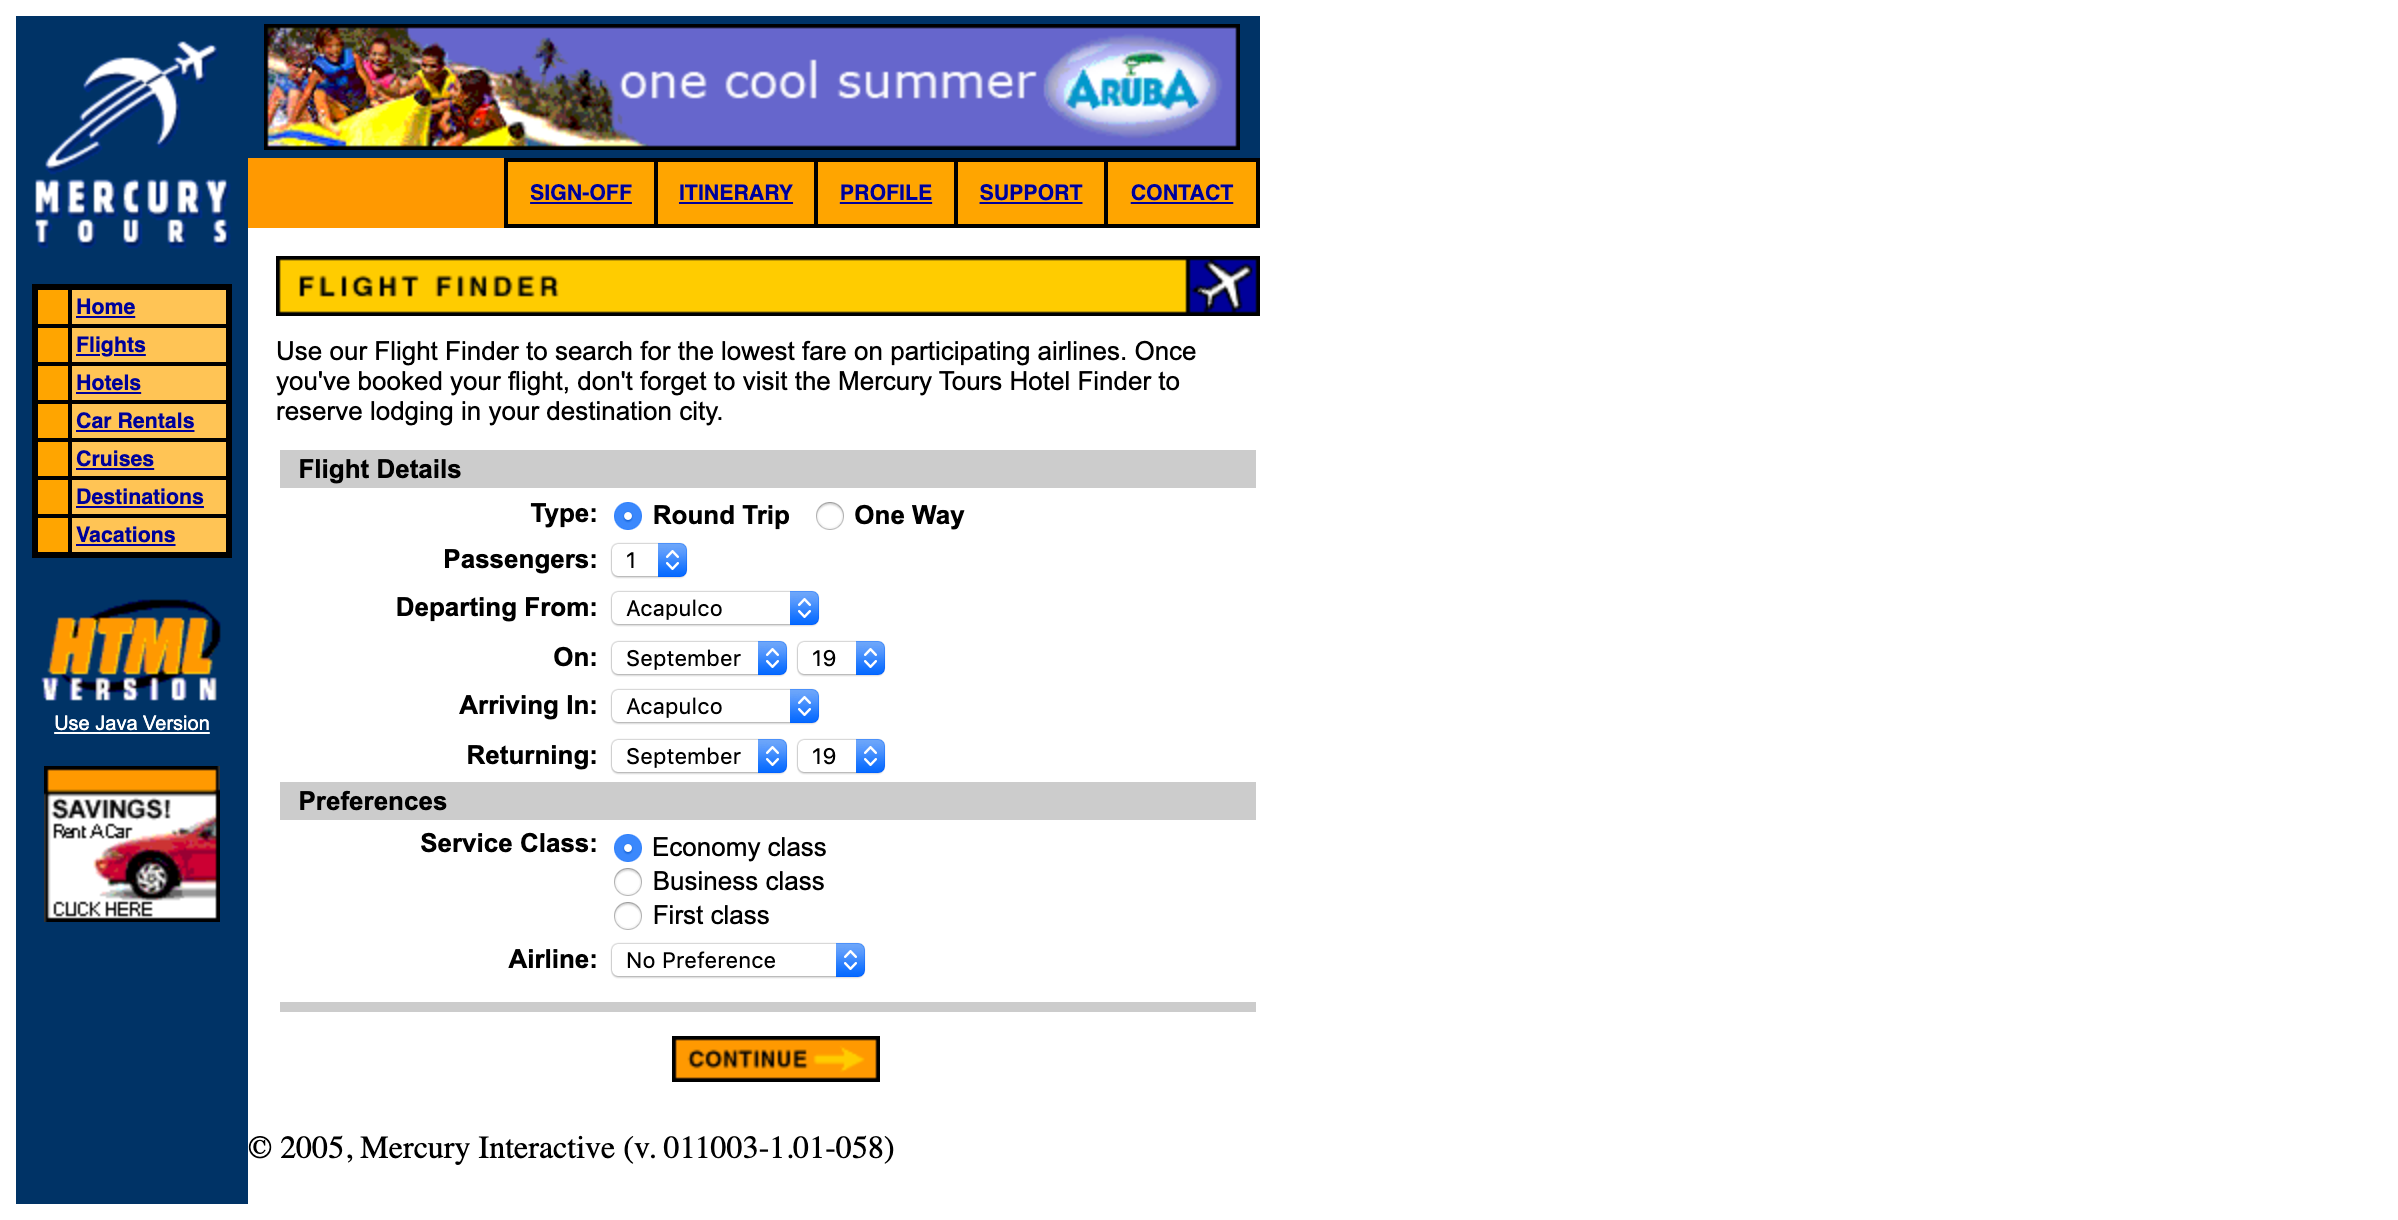 MERCURY
TOURS
one cool summer ARUBA
SIGN-OFF ITINERARY PROFILE SUPPORT CONTACT
Home
Flights
Hotels
Car Rentals
Cruises
Destinations
Vacations
HTML
VERSION
Use Java Version
SAVINGS!
Rent A Car
CLICK HERE
FLIGHT FINDER
Use our Flight Finder to search for the lowest fare on participating airlines. Once
you've booked your flight, don't forget to visit the Mercury Tours Hotel Finder to
reserve lodging in your destination city.
Flight Details
Type: Round Trip One Way
Passengers: 1
Departing From: Acapulco
On: September 19
Arriving In: Acapulco
Returning: September 19
Preferences
Service Class: Economy class
Business class
First class
Airline: No Preference
CONTINUE
© 2005, Mercury Interactive (v. 011003-1.01-058)